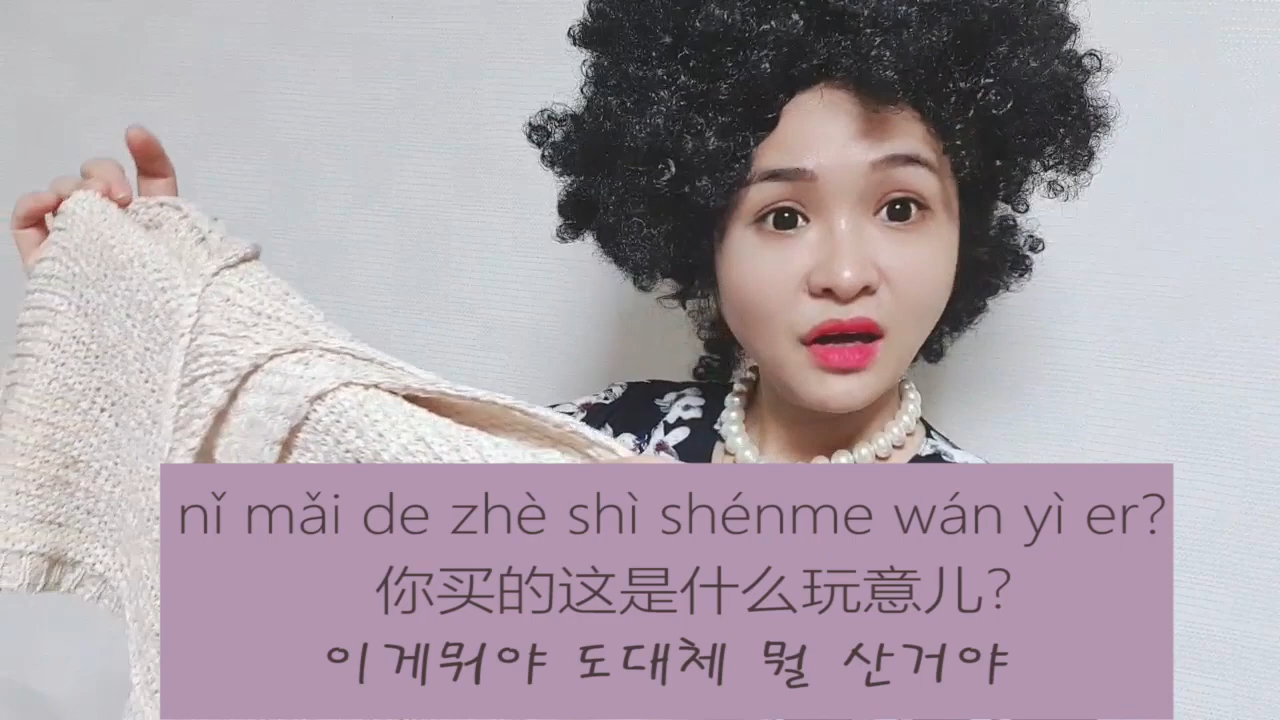 nǐ mǎi de zhè shì shénme wán yì er?
你买的这是什么玩意儿?
이게뭐야 도대체 뭘 산거야